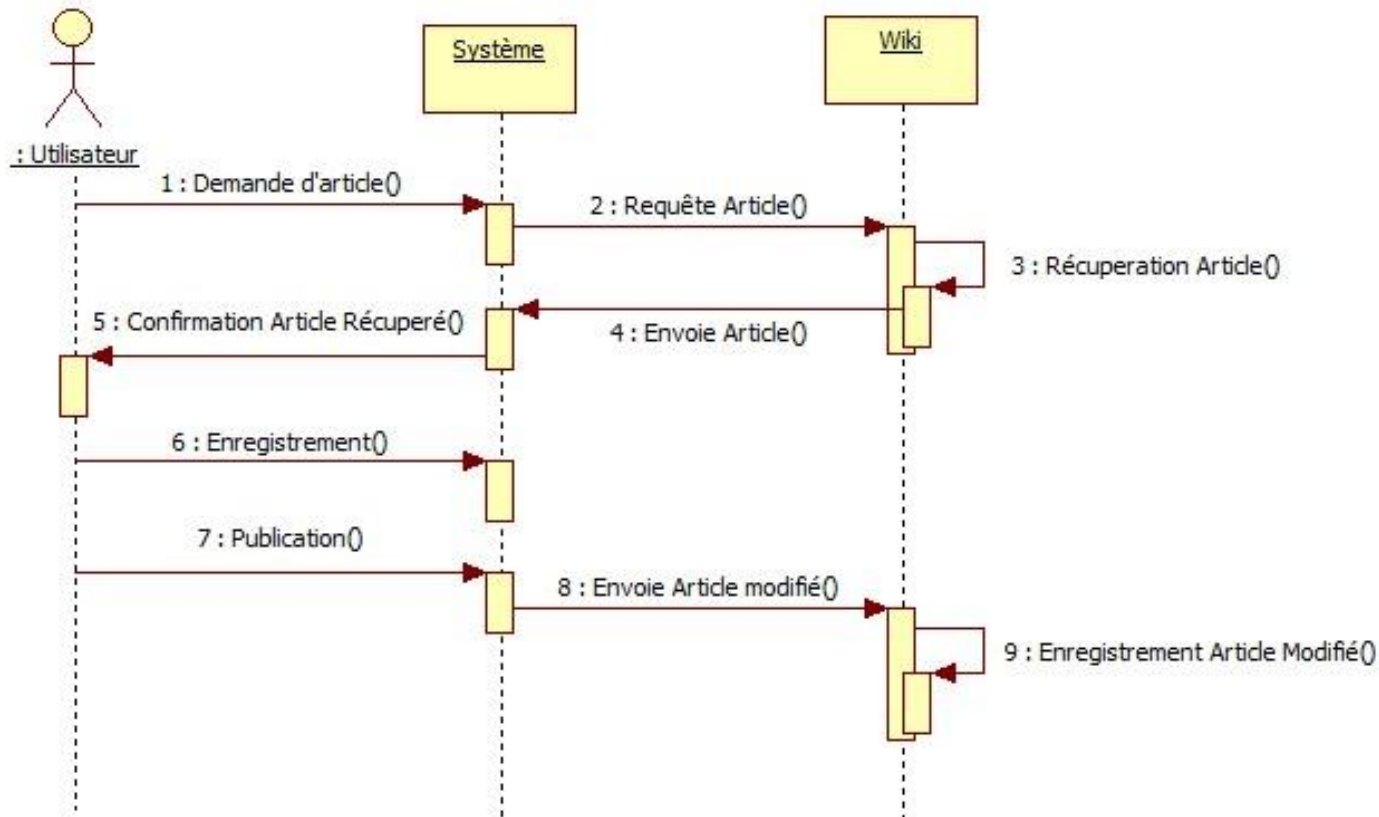 Système
Wiki
: Utilisateur
1 : Demande d'article()
2 : Requête Article()
3 : Récuperation Article()
4 : Envoie Article()
5 : Confirmation Article Récuperé()
6 : Enregistrement()
7 : Publication()
8 : Envoie Article modifié()
9 : Enregistrement Article Modifié()